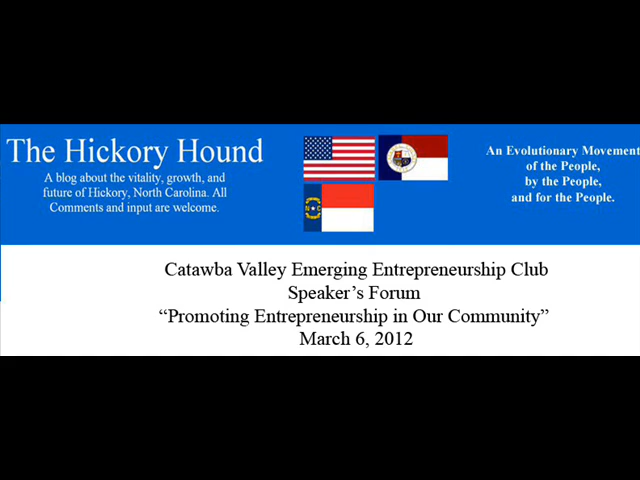 The Hickory Hound
A blog about the vitality, growth, and
future of Hickory, North Carolina. All
Comments and input are welcome.
An Evolutionary Movement
of the People,
by the People,
and for the People.
Catawba Valley Emerging Entrepreneurship Club
Speaker’s Forum
“Promoting Entrepreneurship in Our Community”
March 6, 2012